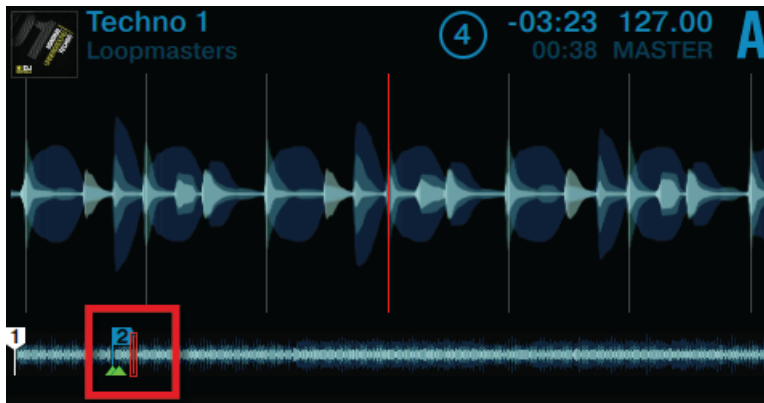 Techno 1
Loopmasters
4
-03:23 127.00
00:38 MASTER
A
1
2